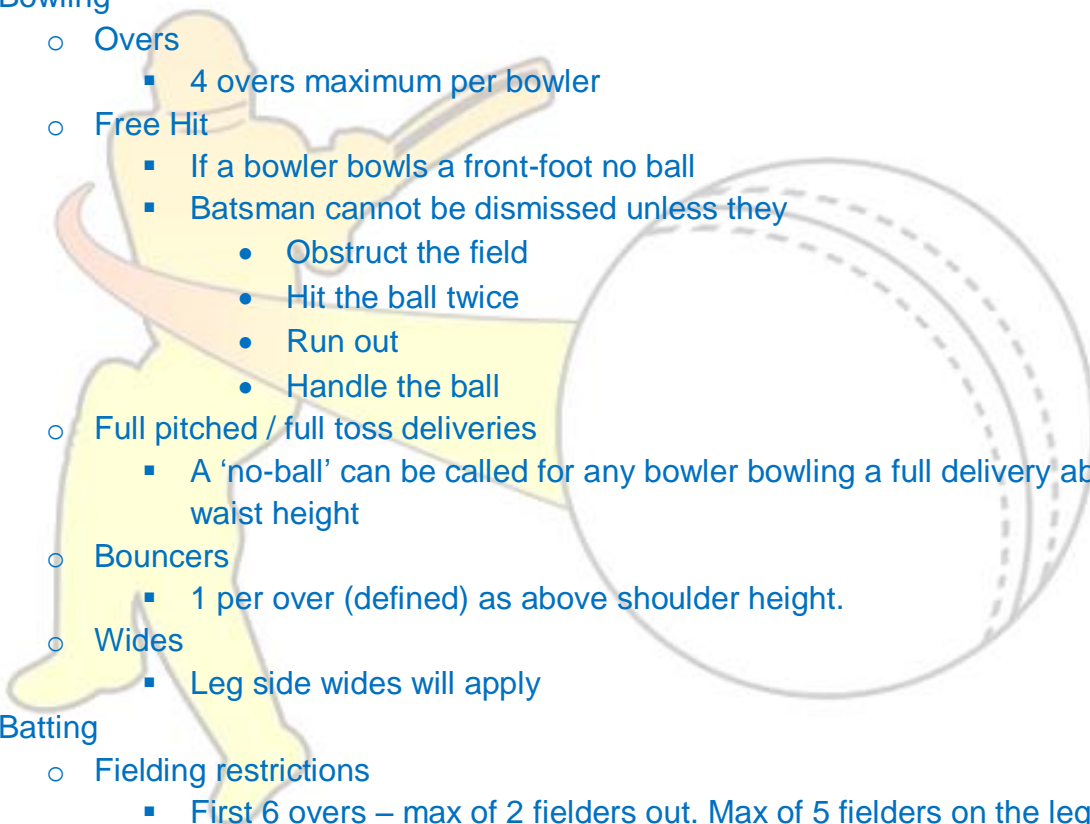 Bowling
o Overs
▪ 4 overs maximum per bowler
o Free Hit
▪ If a bowler bowls a front-foot no ball
▪ Batsman cannot be dismissed unless they
• Obstruct the field
• Hit the ball twice
• Run out
• Handle the ball
o Full pitched / full toss deliveries
▪ A ‘no-ball’ can be called for any bowler bowling a full delivery
waist height
o Bouncers
▪ 1 per over (defined) as above shoulder height.
o Wides
▪ Leg side wides will apply
Batting
o Fielding restrictions
▪ First 6 overs – max of 2 fielders out. Max of 5 fielders on the leg